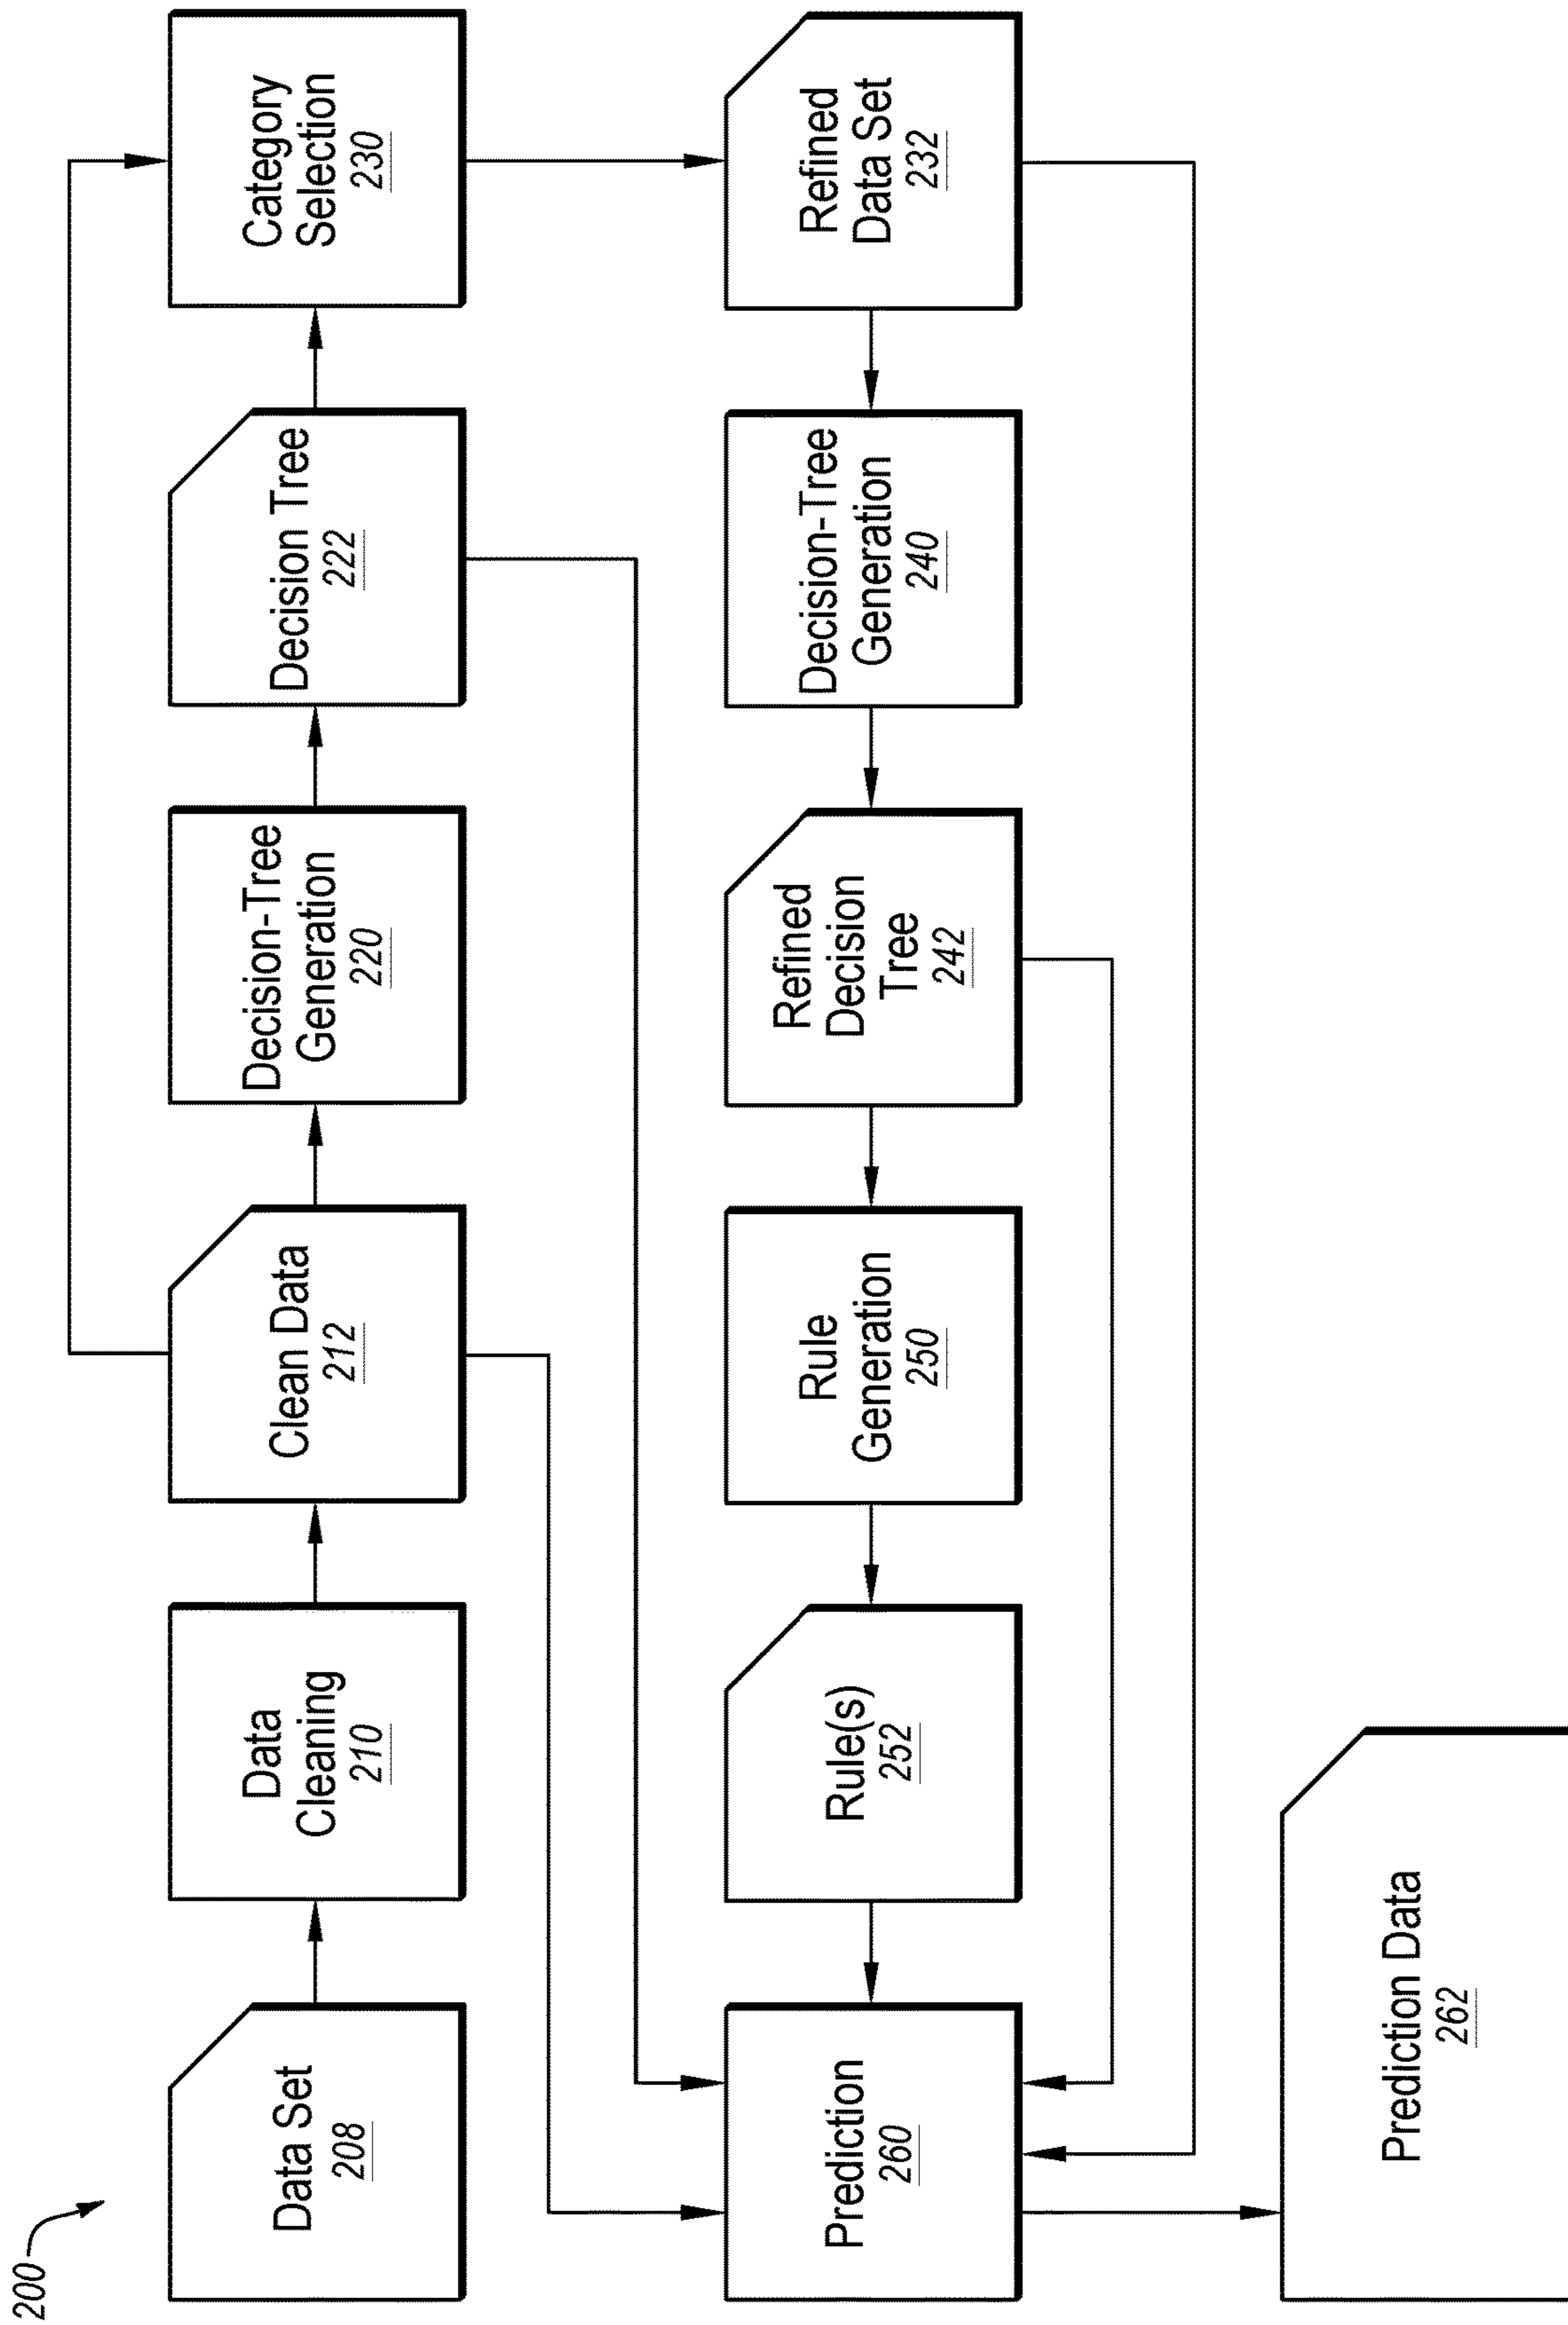 200
Data Set
208
Data
Cleaning
210
Clean Data
212
Decision-Tree
Generation
220
Decision Tree
222
Category
Selection
230
Prediction
260
Rule(s)
252
Rule
Generation
250
Refined
Decision
Tree
242
Decision-Tree
Generation
240
Refined
Data Set
232
Prediction Data
262